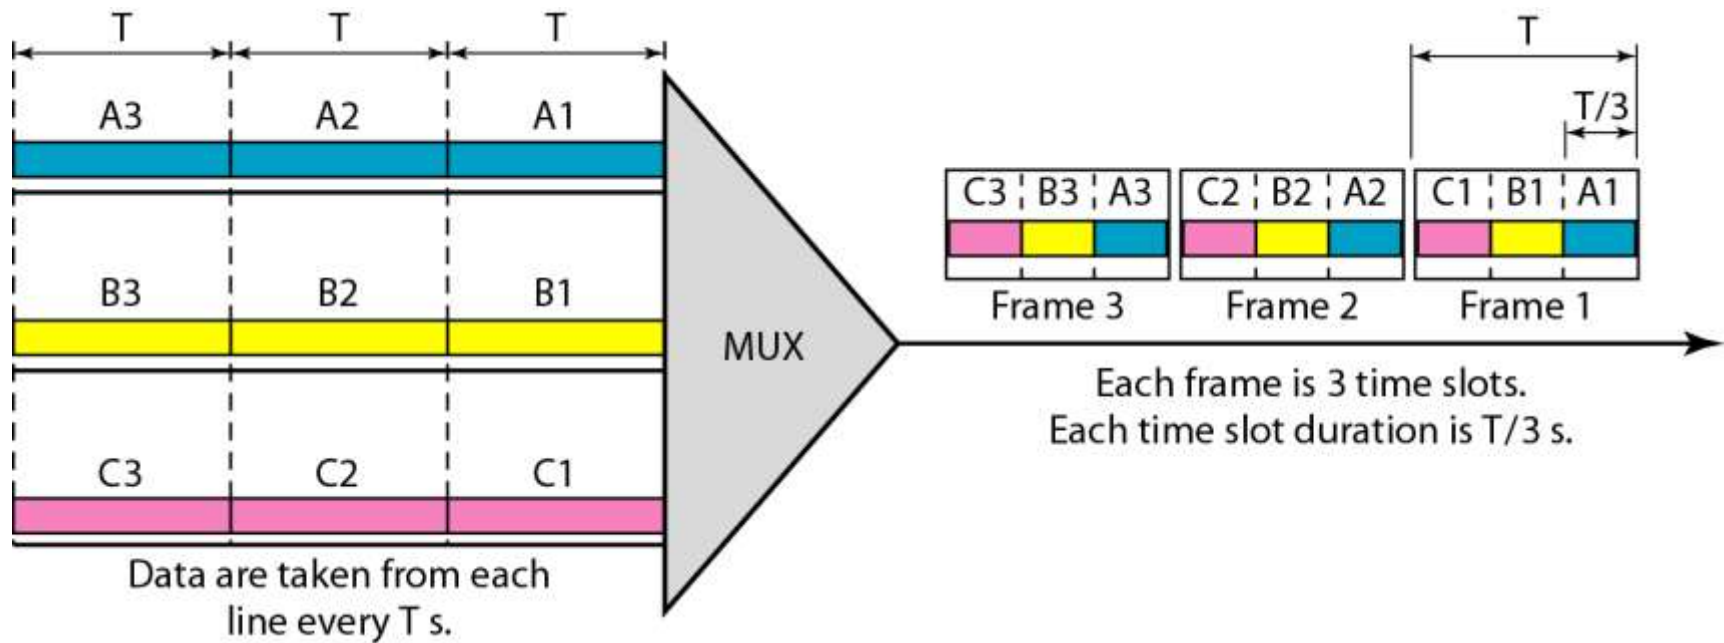 T T T
A3 A2 A1
B3 B2 B1
C3 C2 C1
Data are taken from each
line every T s.
MUX
T
T/3
C3 B3 A3 C2 B2 A2 C1 B1 A1
Frame 3 Frame 2 Frame 1
Each frame is 3 time slots.
Each time slot duration is T/3 s.